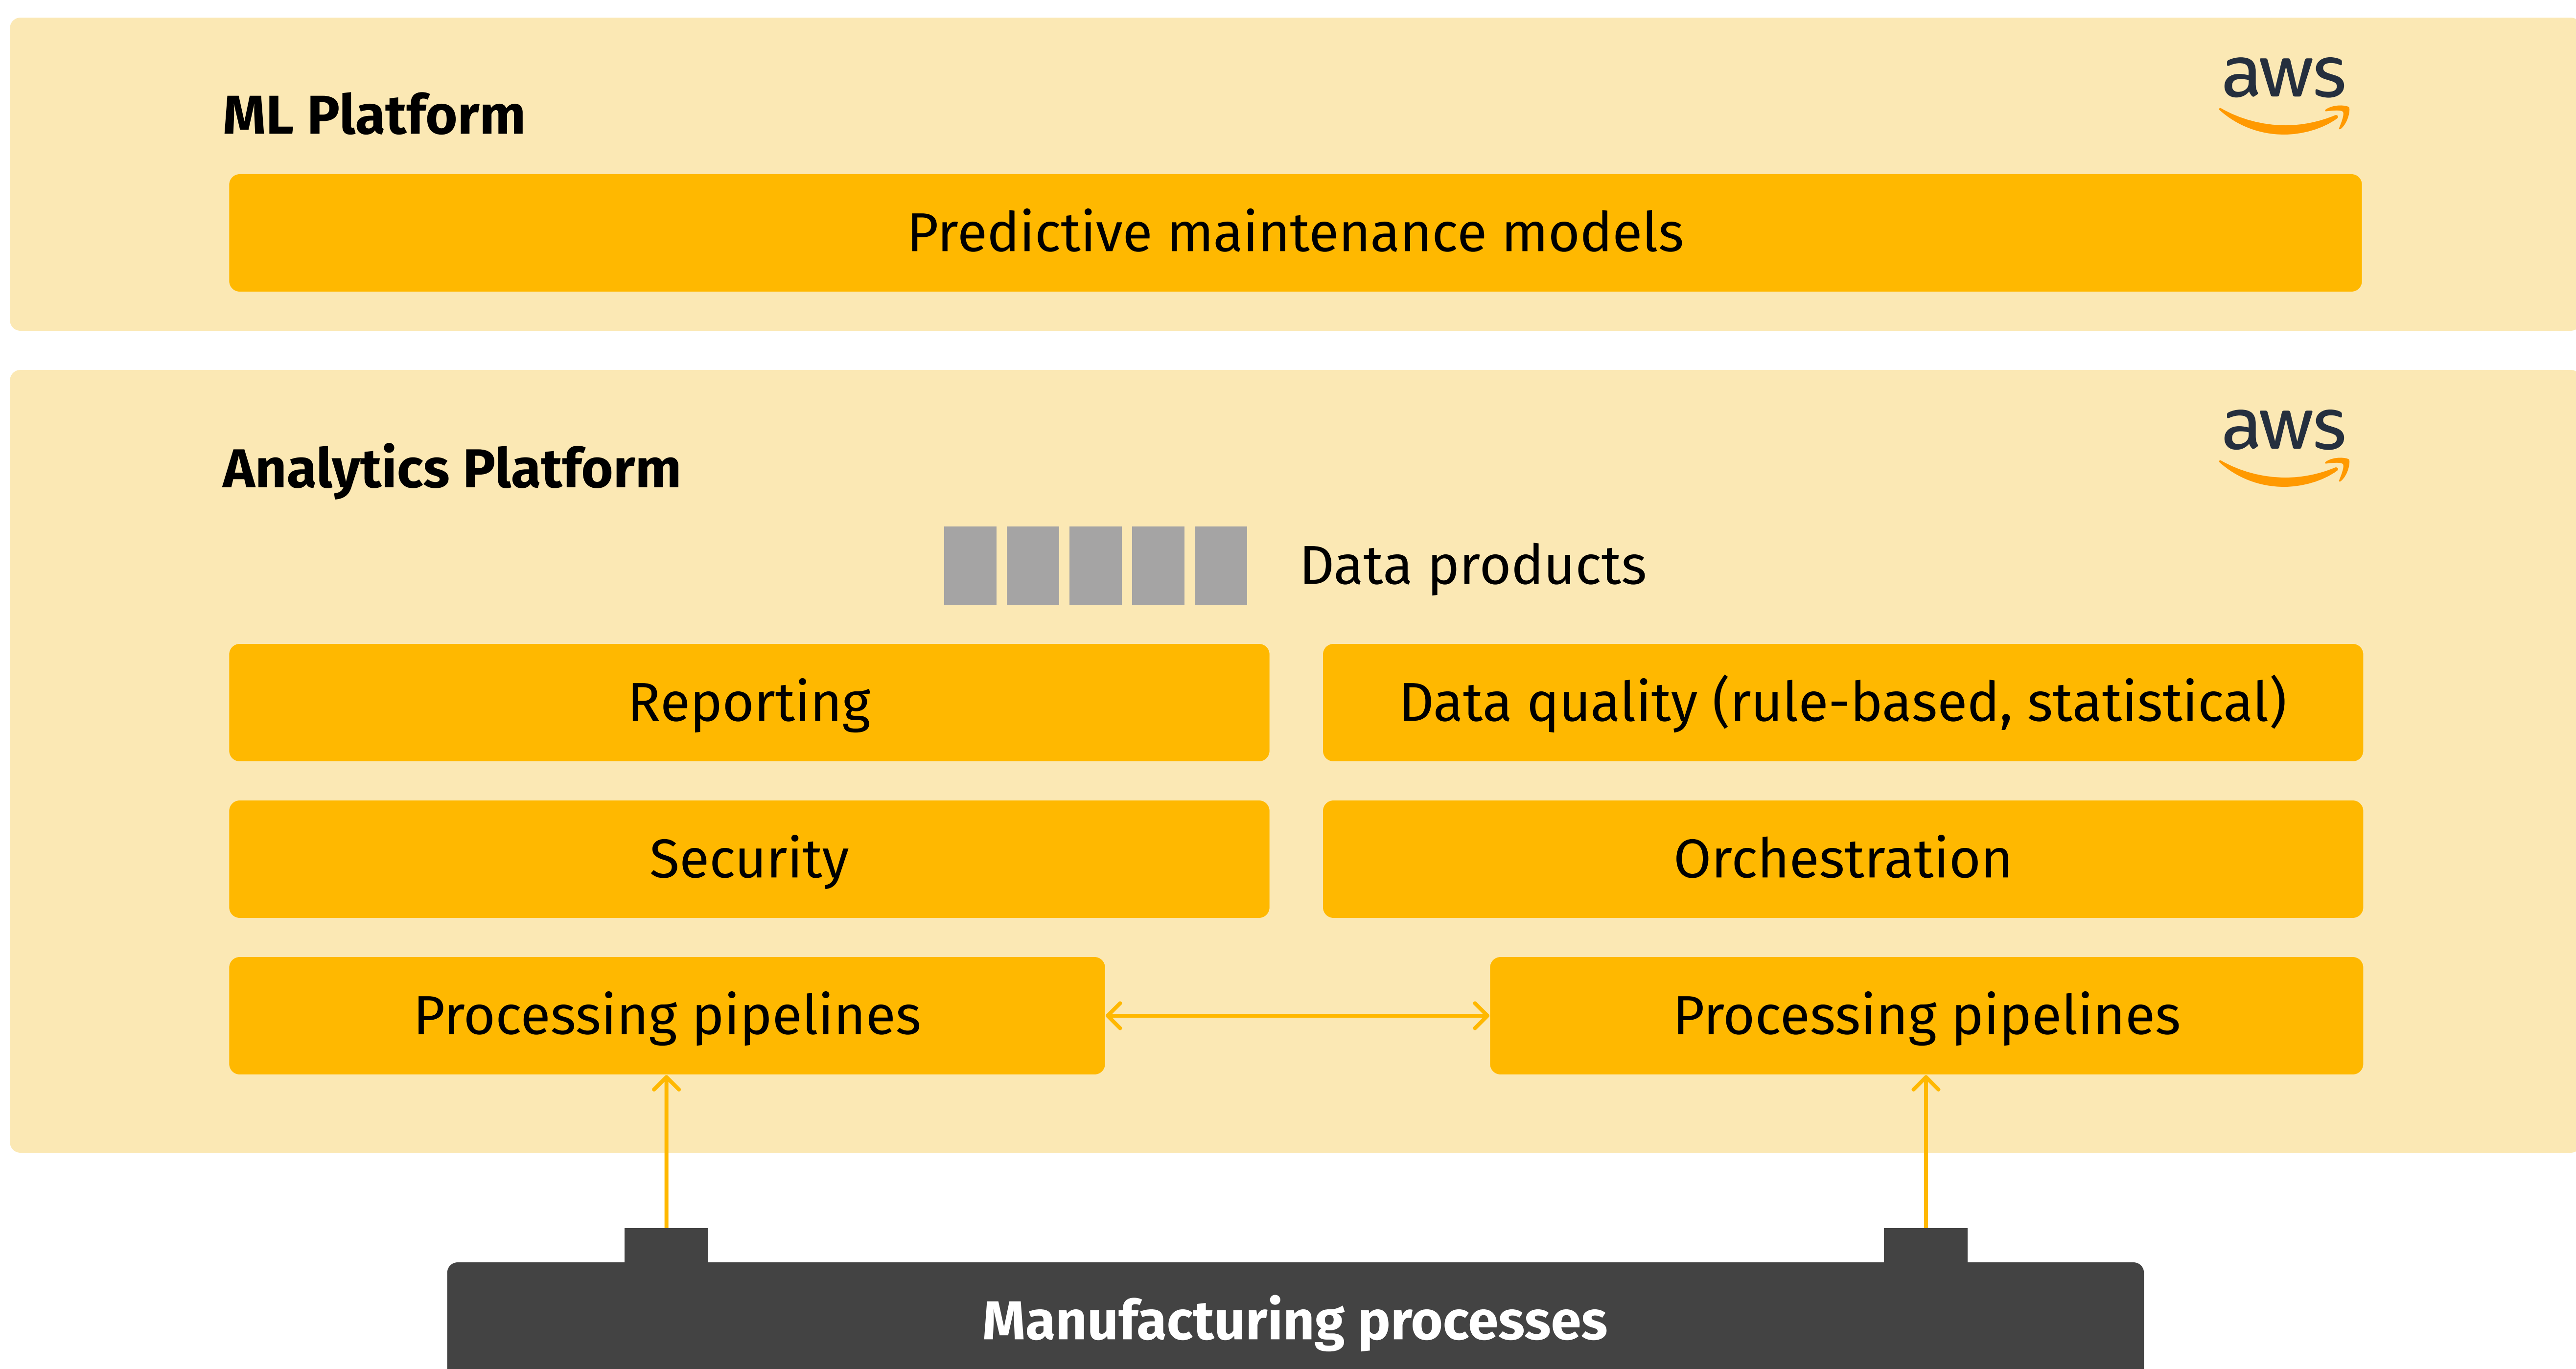 aws
ML Platform
Predictive maintenance models
aws
Analytics Platform
Data products
Reporting
Data quality (rule-based, statistical)
Security
Orchestration
Processing pipelines
Processing pipelines
Manufacturing processes